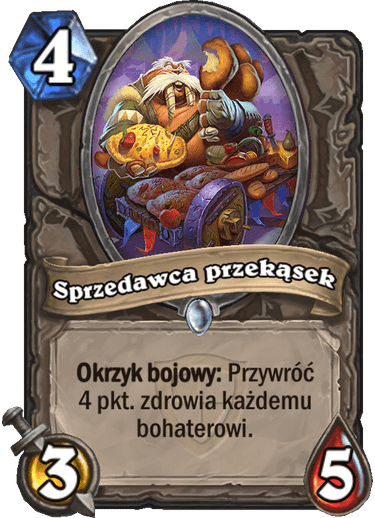 4
Sprzedawca przekąsek
Okrzyk bojowy: Przywróć
4 pkt. zdrowia każdemu
bohaterowi.
3
5